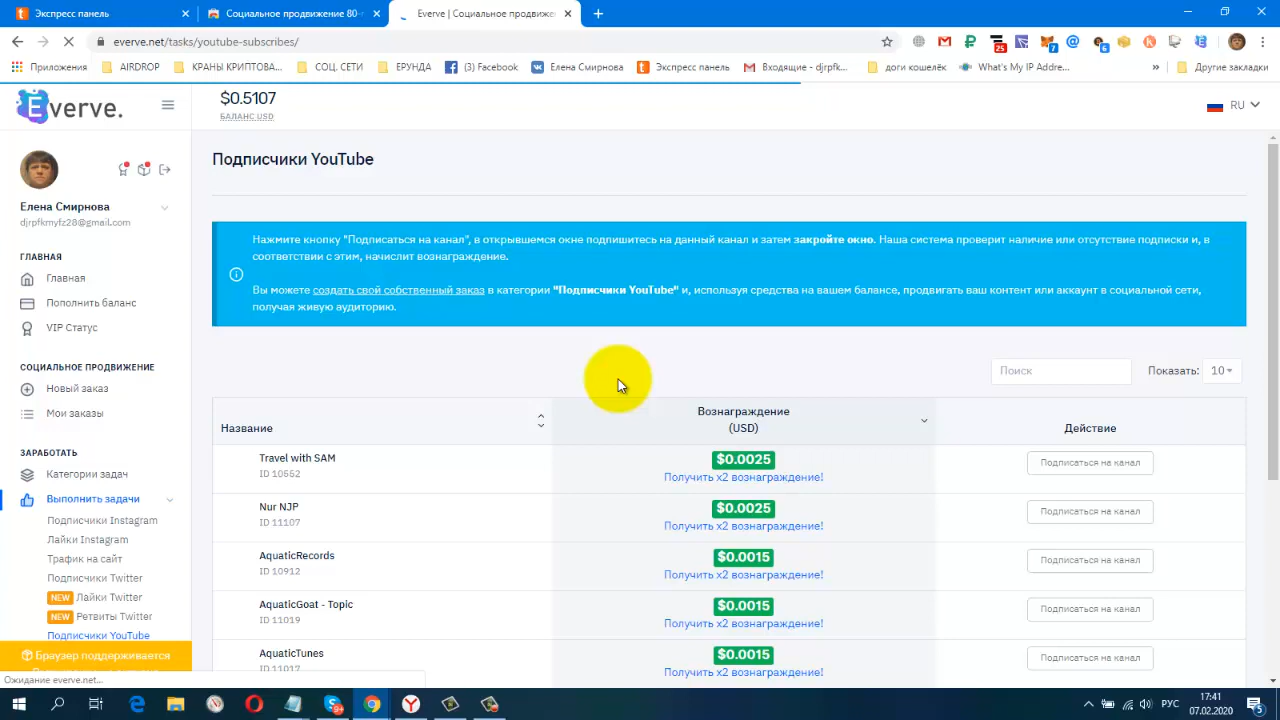 Экспресс панель
Социальное продвижение 80-
Everve | Социальное продвиже
everve.net/tasks/youtube-subscribes/
Приложения
AIRDROP
КРАНЫ КРИПТОВА...
СОЦ. СЕТИ
ЕРУНДА
(3) Facebook
Елена Смирнова
Экспресс панель
Входящие - djrpfk...
доги кошелёк
What's My IP Addre...
Другие закладки
Everve.
$0.5107
БАЛАНС USD
RU
Подписчики YouTube
Елена Смирнова
djrpfkmyfz28@gmail.com
Нажмите кнопку "Подписаться на канал", в открывшемся окне подпишитесь на данный канал и затем закройте окно. Наша система проверит наличие или отсутствие подписки и, в
соответствии с этим, начислит вознаграждение.
Вы можете создать свой собственный заказ в категории "Подписчики YouTube" и, используя средства на вашем балансе, продвигать ваш контент или аккаунт в социальной сети,
получая живую аудиторию.
ГЛАВНАЯ
Главная
Пополнить баланс
VIP Статус
СОЦИАЛЬНОЕ ПРОДВИЖЕНИЕ
Новый заказ
Мои заказы
ЗАРАБОТАТЬ
Категории задач
Выполнить задачи
Подписчики Instagram
Лайки Instagram
Трафик на сайт
Подписчики Twitter
NEW Лайки Twitter
NEW Ретвиты Twitter
Подписчики YouTube
Браузер поддерживается
Поиск
Показать: 10
Название
Вознаграждение
(USD)
Действие
Travel with SAM
ID 10552
$0.0025
Получить x2 вознаграждение!
Подписаться на канал
Nur NJP
ID 11107
$0.0025
Получить x2 вознаграждение!
Подписаться на канал
AquaticRecords
ID 10912
$0.0015
Получить x2 вознаграждение!
Подписаться на канал
AquaticGoat - Topic
ID 11019
$0.0015
Получить x2 вознаграждение!
Подписаться на канал
AquaticTunes
ID 11017
$0.0015
Получить x2 вознаграждение!
Подписаться на канал
Ожидание everve.net...
РУС
17:41
07.02.2020